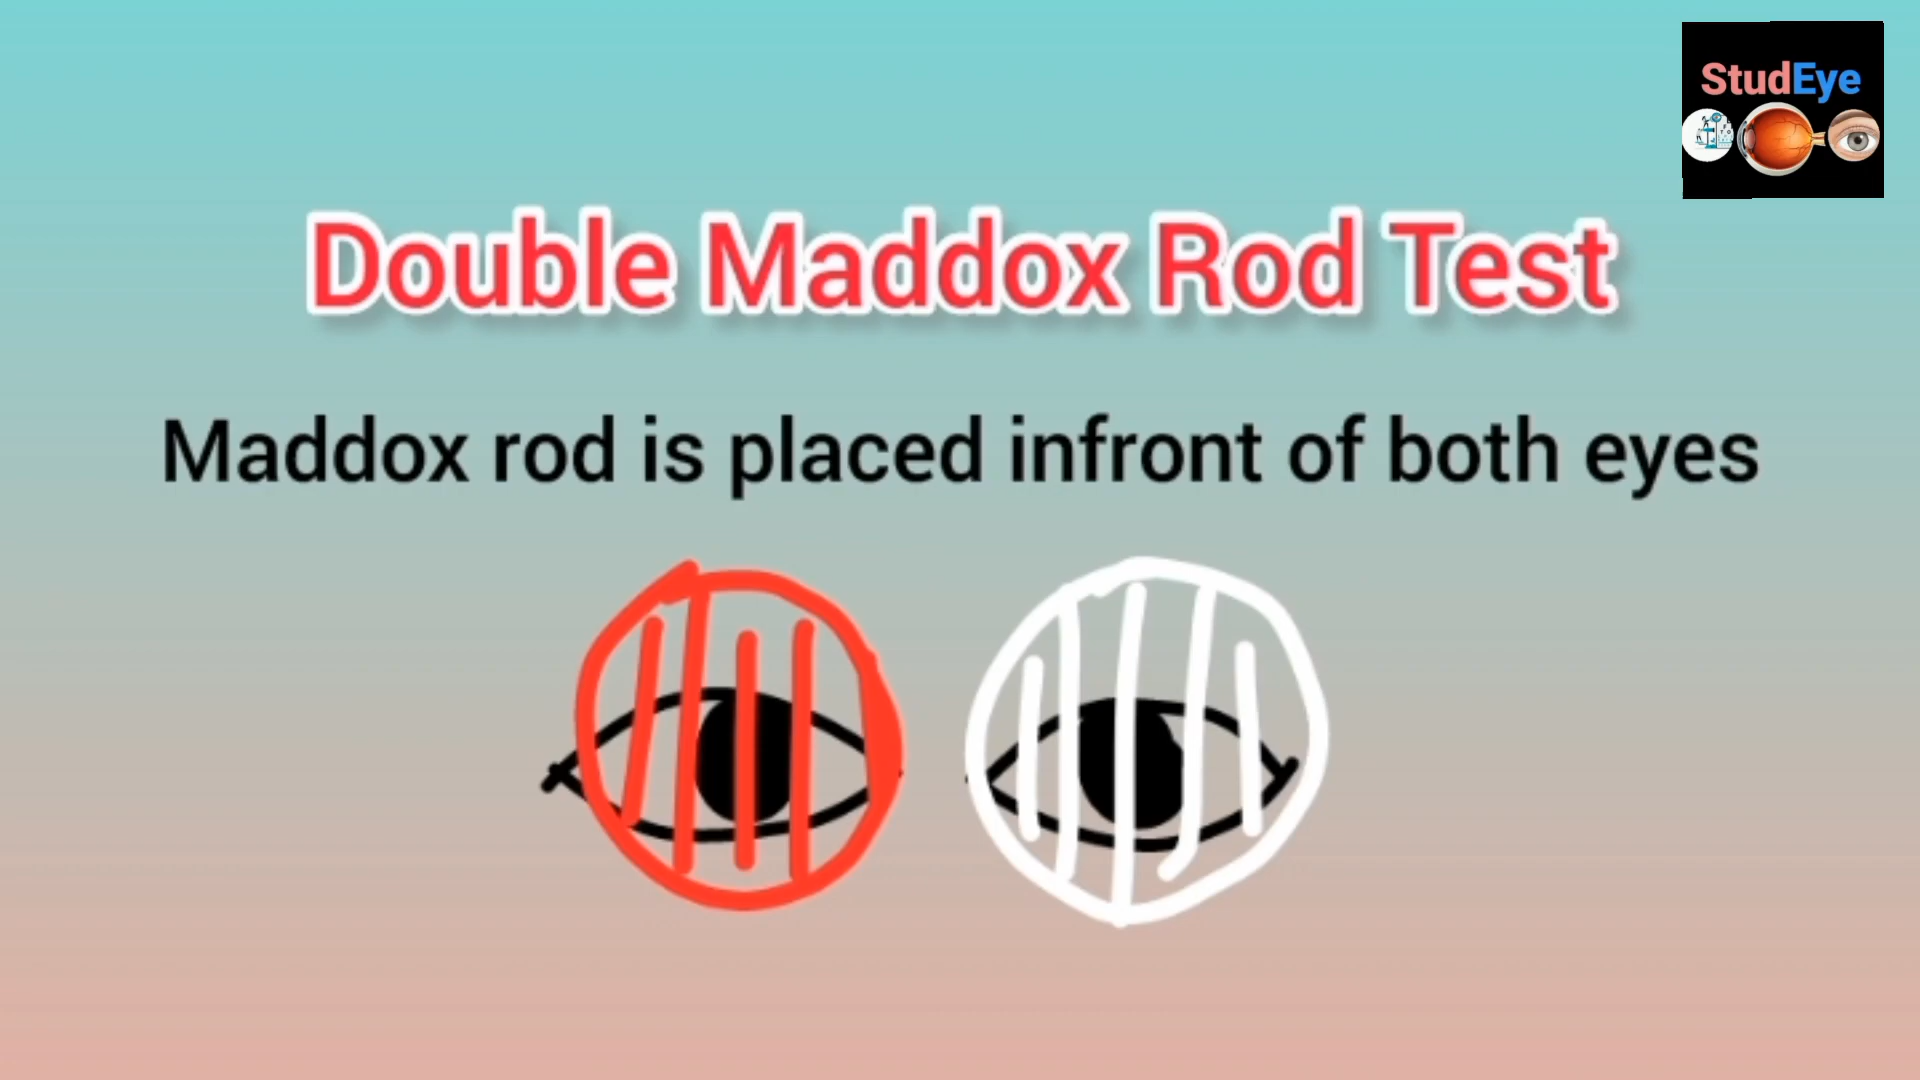 StudEye
Double Maddox Rod Test
Maddox rod is placed infront of both eyes